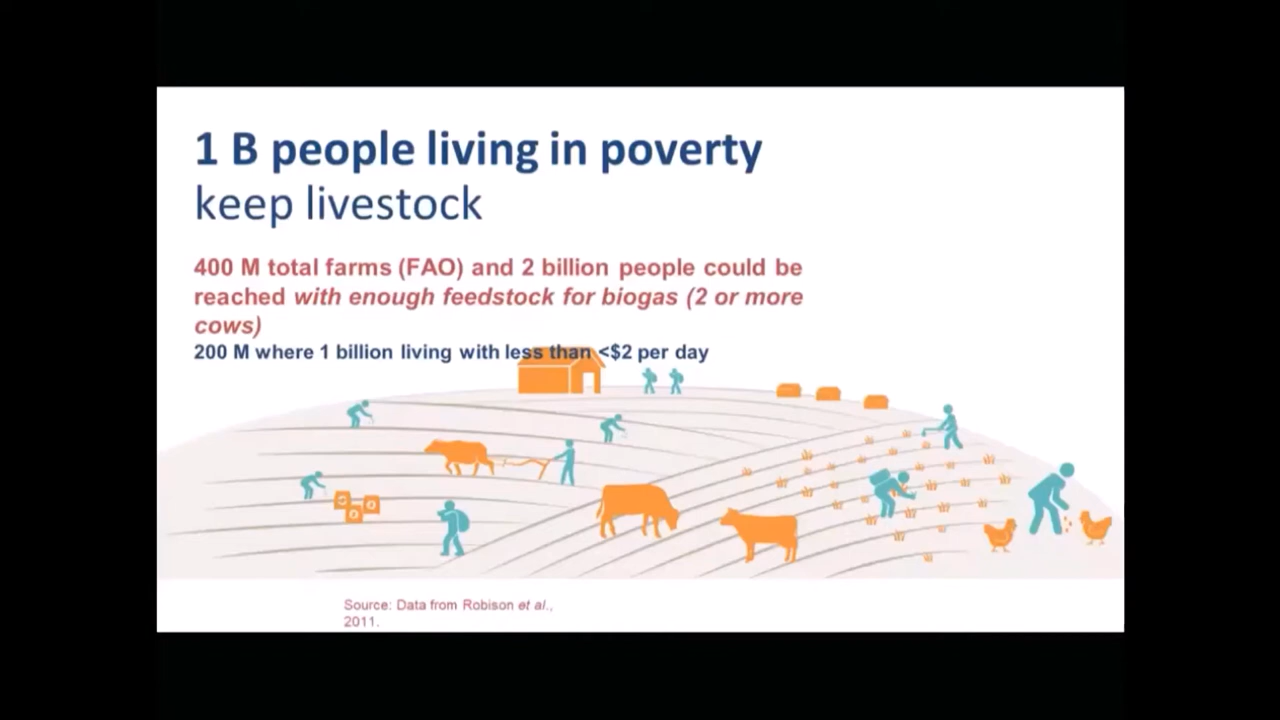 1 B people living in poverty
keep livestock
400 M total farms (FAO) and 2 billion people could be
reached with enough feedstock for biogas (2 or more
cows)
200 M where 1 billion living with less than <$2 per day
Source: Data from Robison et al.,
2011.